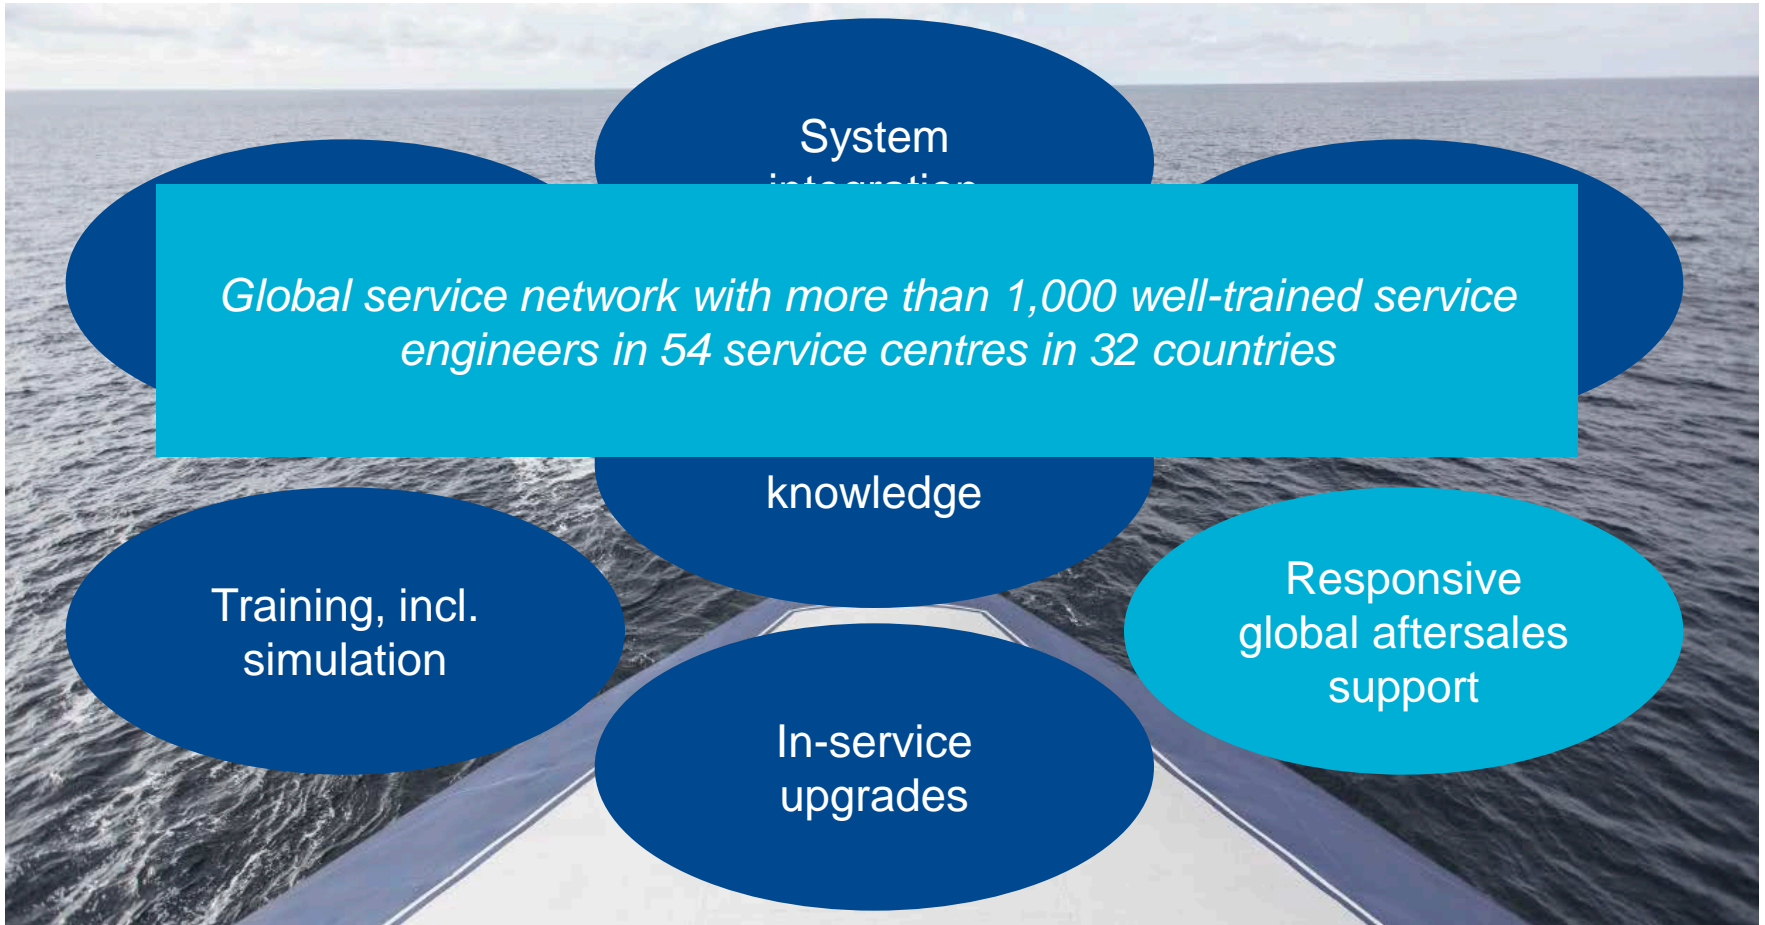 System
integration
Global service network with more than 1,000 well-trained service
engineers in 54 service centres in 32 countries
knowledge
Training, incl.
simulation
Responsive
global aftersales
support
In-service
upgrades